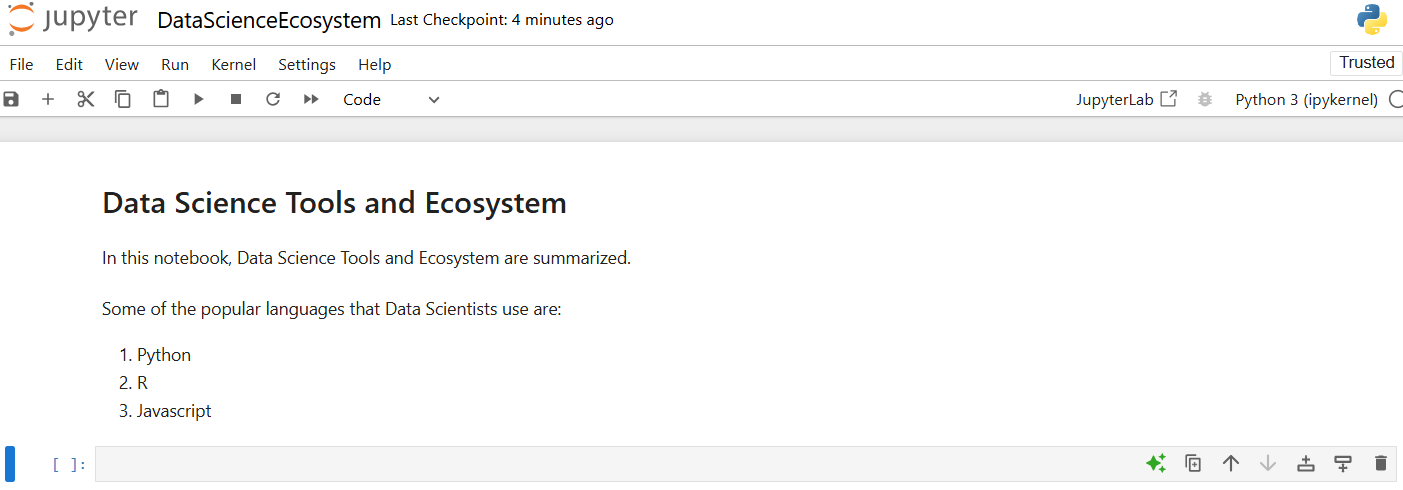 jupyter DataScienceEcosystem Last Checkpoint: 4 minutes ago
File Edit View Run Kernel Settings Help Trusted
Code JupyterLab Python 3 (ipykernel)
Data Science Tools and Ecosystem
In this notebook, Data Science Tools and Ecosystem are summarized.
Some of the popular languages that Data Scientists use are:
1. Python
2. R
3. Javascript
[ ]: